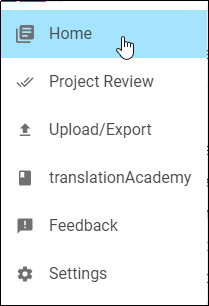 Home
Project Review
Upload/Export
translationAcademy
Feedback
Settings